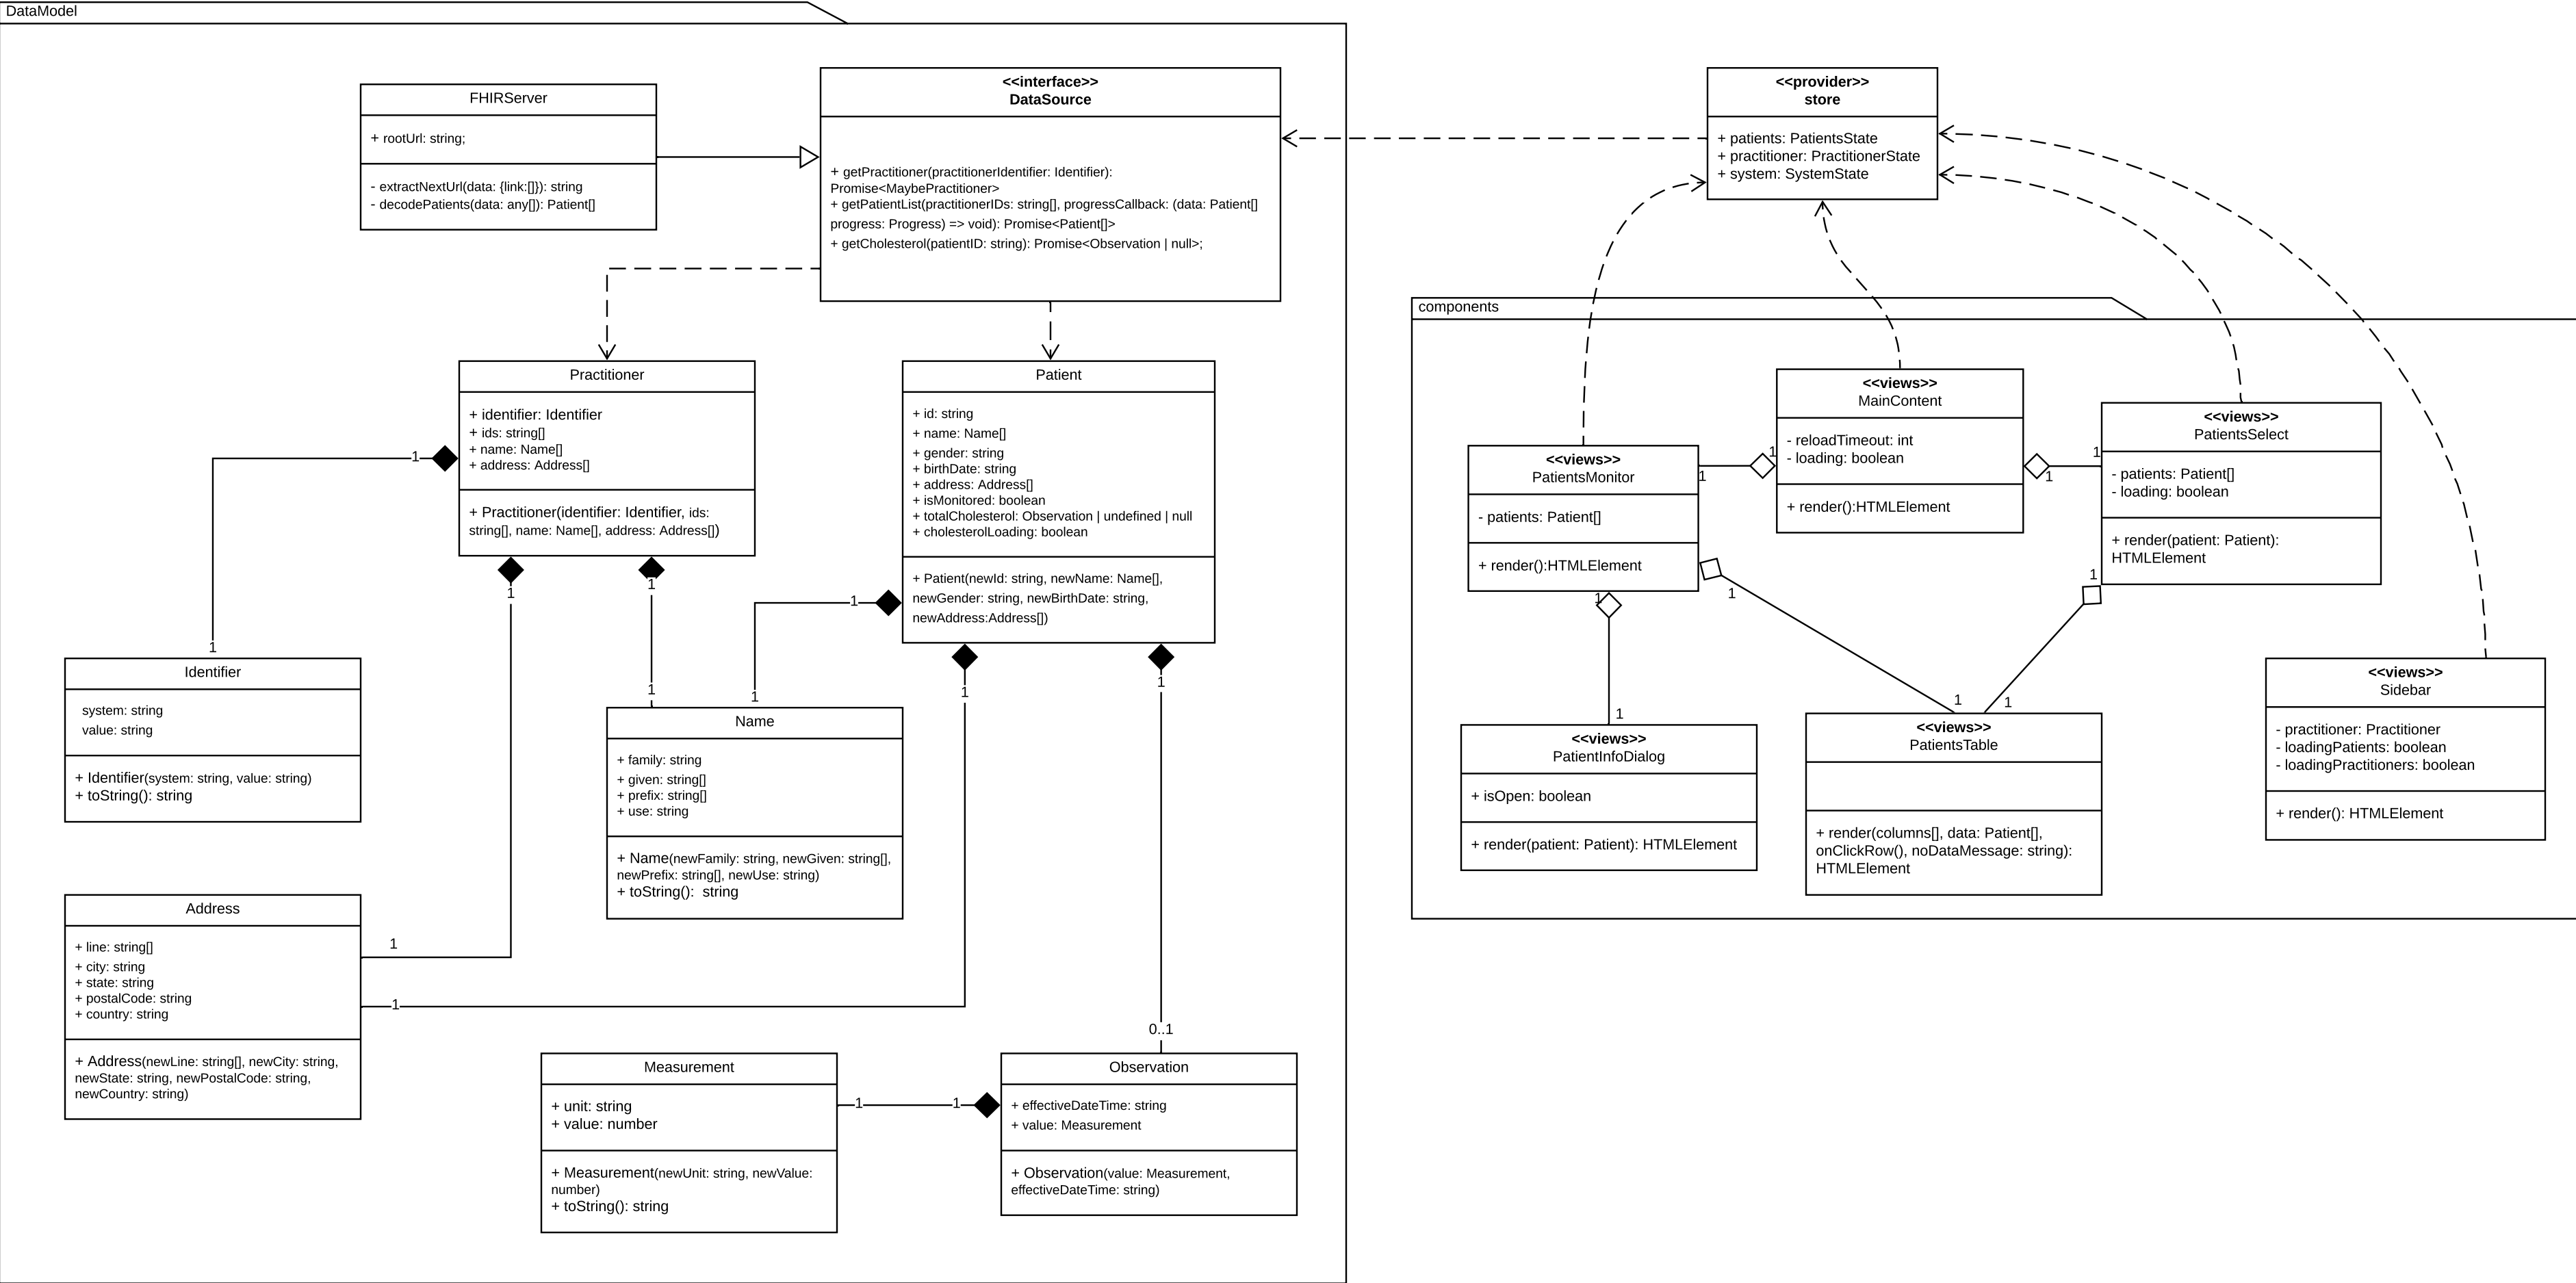 DataModel
FHIRServer
+ rootUrl: string;
- extractNextUrl(data: {link:[]}): string
- decodePatients(data: any[]): Patient[]
<<interface>>
DataSource
+ getPractitioner(practitionerIdentifier: Identifier):
Promise<MaybePractitioner>
+ getPatientList(practitionerIDs: string[], progressCallback: (data: Patient[]
progress: Progress) => void): Promise<Patient[]>
+ getCholesterol(patientID: string): Promise<Observation | null>;
Practitioner
+ identifier: Identifier
+ ids: string[]
+ name: Name[]
+ address: Address[]
+ Practitioner(identifier: Identifier, ids:
string[], name: Name[], address: Address[])
Patient
+ id: string
+ name: Name[]
+ gender: string
+ birthDate: string
+ address: Address[]
+ isMonitored: boolean
+ totalCholesterol: Observation | undefined | null
+ cholesterolLoading: boolean
+ Patient(newId: string, newName: Name[],
newGender: string, newBirthDate: string,
newAddress:Address[])
1
1
1
1
1
1
1
1
1
Identifier
system: string
value: string
+ Identifier(system: string, value: string)
+ toString(): string
Name
+ family: string
+ given: string[]
+ prefix: string[]
+ use: string
+ Name(newFamily: string, newGiven: string[],
newPrefix: string[], newUse: string)
+ toString():  string
Address
+ line: string[]
+ city: string
+ state: string
+ postalCode: string
+ country: string
+ Address(newLine: string[], newCity: string,
newState: string, newPostalCode: string,
newCountry: string)
1
1
0..1
Measurement
+ unit: string
+ value: number
+ Measurement(newUnit: string, newValue:
number)
+ toString(): string
1
1
Observation
+ effectiveDateTime: string
+ value: Measurement
+ Observation(value: Measurement,
effectiveDateTime: string)
<<provider>>
store
+ patients: PatientsState
+ practitioner: PractitionerState
+ system: SystemState
components
<<views>>
MainContent
- reloadTimeout: int
- loading: boolean
+ render():HTMLElement
<<views>>
PatientsMonitor
- patients: Patient[]
+ render():HTMLElement
<<views>>
PatientsSelect
- patients: Patient[]
- loading: boolean
+ render(patient: Patient):
HTMLElement
1
1
1
1
1
1
1
1
1
1
<<views>>
PatientInfoDialog
+ isOpen: boolean
+ render(patient: Patient): HTMLElement
<<views>>
PatientsTable
+ render(columns[], data: Patient[],
onClickRow(), noDataMessage: string):
HTMLElement
<<views>>
Sidebar
- practitioner: Practitioner
- loadingPatients: boolean
- loadingPractitioners: boolean
+ render(): HTMLElement